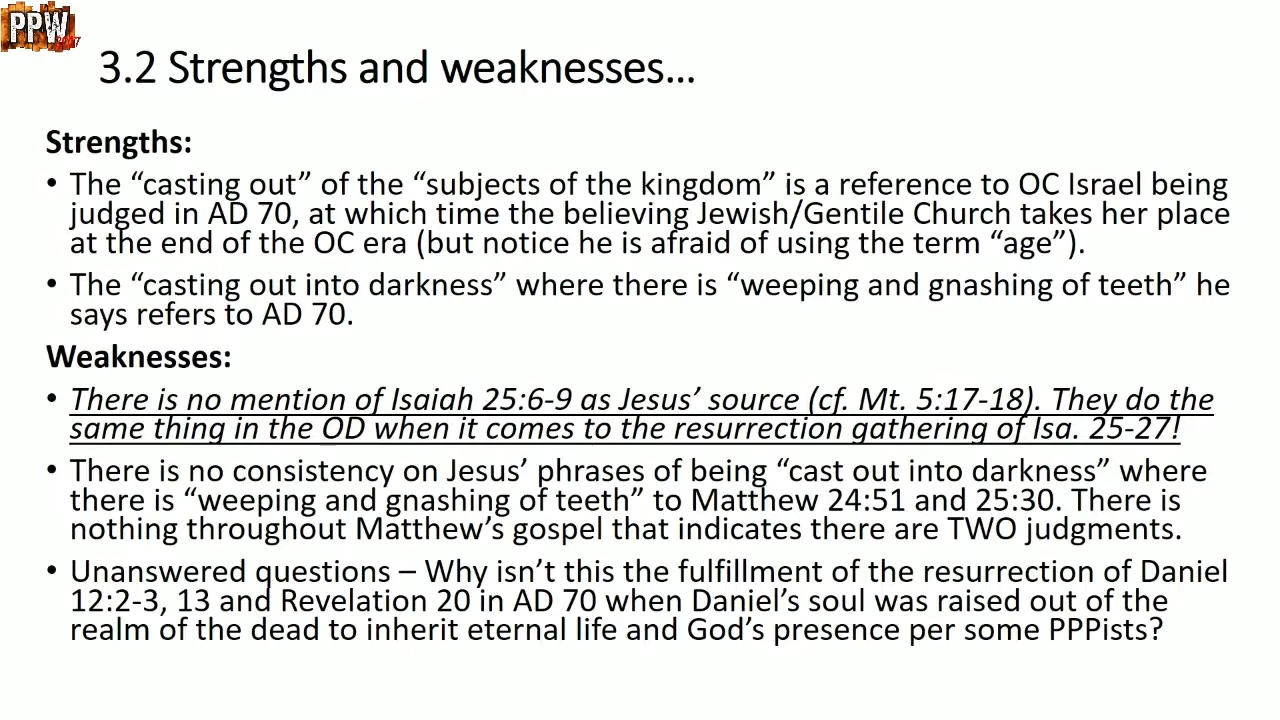 PPW
2017
3.2 Strengths and weaknesses...
Strengths:
• The “casting out” of the “subjects of the kingdom” is a reference to OC Israel being
judged in AD 70, at which time the believing Jewish/Gentile Church takes her place
at the end of the OC era (but notice he is afraid of using the term “age”).
• The “casting out into darkness” where there is “weeping and gnashing of teeth” he
says refers to AD 70.
Weaknesses:
• There is no mention of Isaiah 25:6-9 as Jesus’ source (cf. Mt. 5:17-18). They do the
same thing in the OD when it comes to the resurrection gathering of Isa. 25-27!
• There is no consistency on Jesus’ phrases of being “cast out into darkness” where
there is “weeping and gnashing of teeth” to Matthew 24:51 and 25:30. There is
nothing throughout Matthew’s gospel that indicates there are TWO judgments.
• Unanswered questions – Why isn’t this the fulfillment of the resurrection of Daniel
12:2-3, 13 and Revelation 20 in AD 70 when Daniel’s soul was raised out of the
realm of the dead to inherit eternal life and God’s presence per some PPPists?